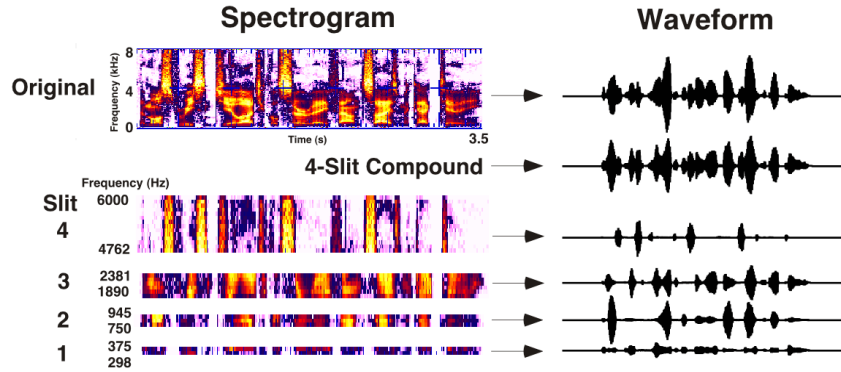 Spectrogram
Waveform
Original
Frequency (kHz)
8
4
0
Time (s)
3.5
4-Slit Compound
Frequency (Hz)
Slit
6000
4
4762
3
2381
1890
2
945
750
1
375
298